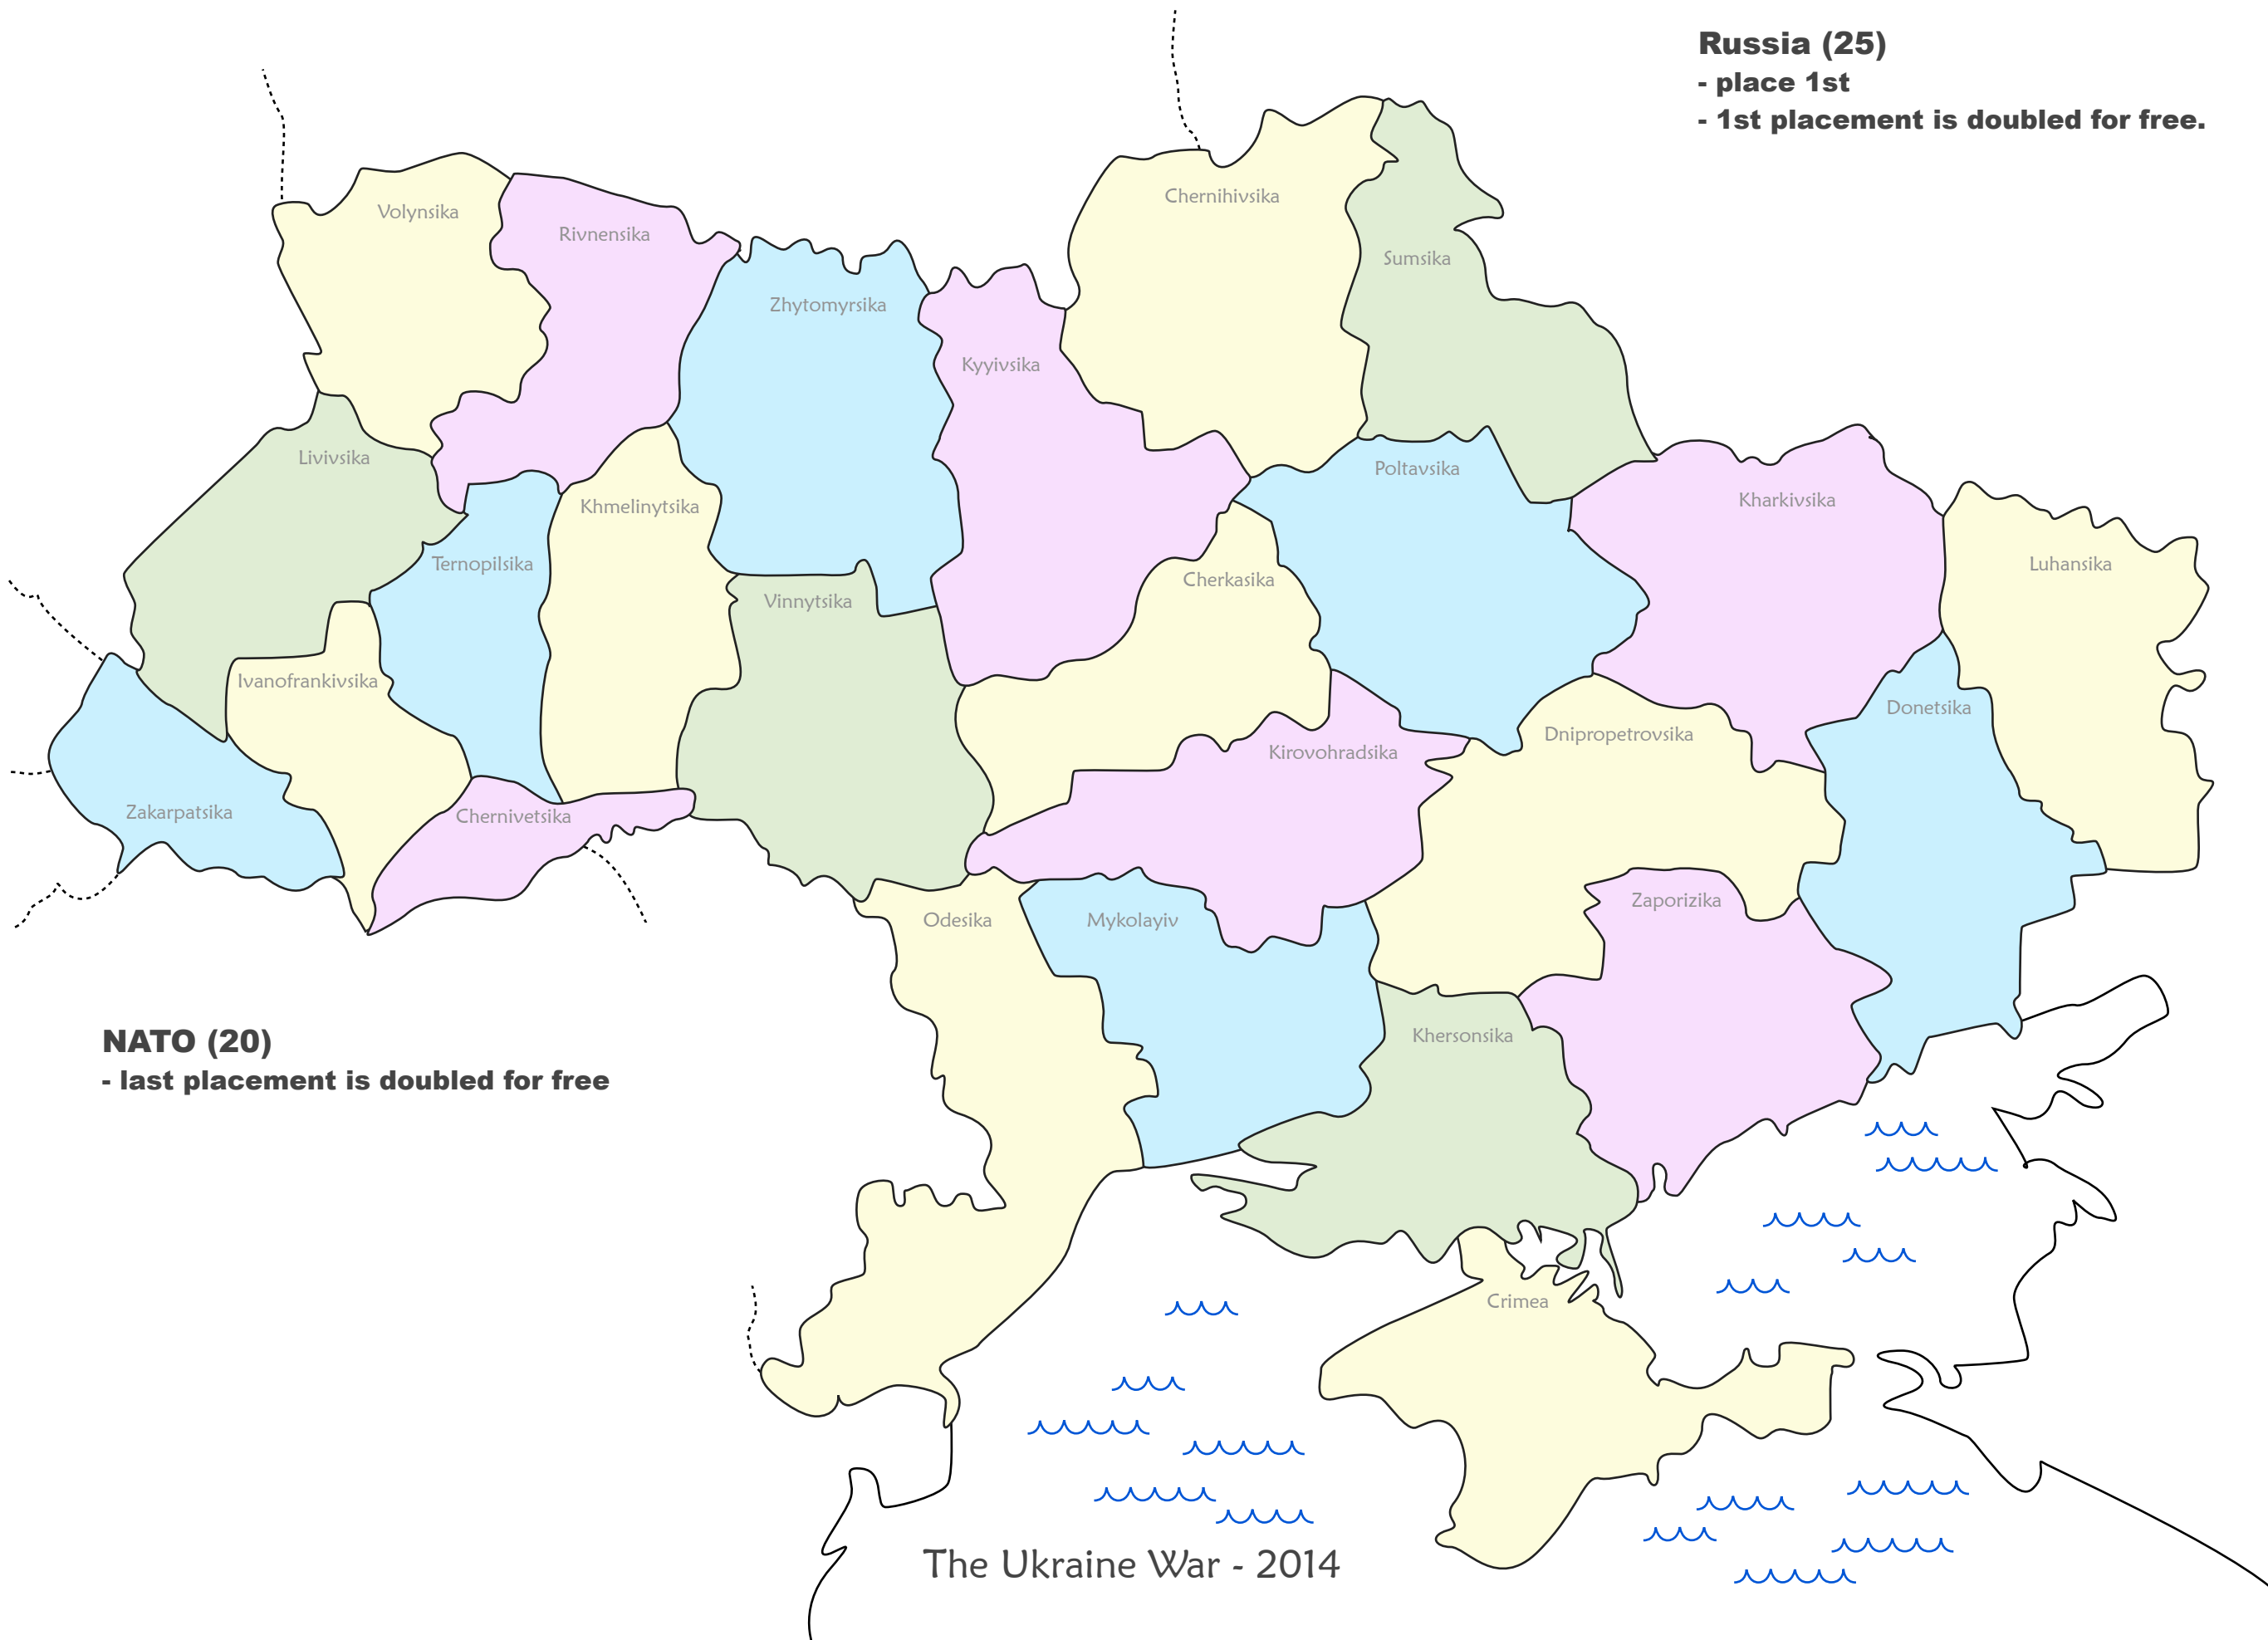 Russia (25)
- place 1st
- 1st placement is doubled for free.
Chernihivsika
Volynsika
Rivnensika
Sumsika
Zhytomyrsika
Kyyivsika
Livivsika
Poltavsika
Kharkivsika
Khmelinytsika
Ternopilsika
Luhansika
Cherkasika
Vinnytsika
Ivanofrankivsika
Donetsika
Dnipropetrovsika
Kirovohradsika
Zakarpatsika
Chernivetsika
Zaporizika
Odesika
Mykolayiv
Khersonsika
NATO (20)
- last placement is doubled for free
Crimea
The Ukraine War - 2014